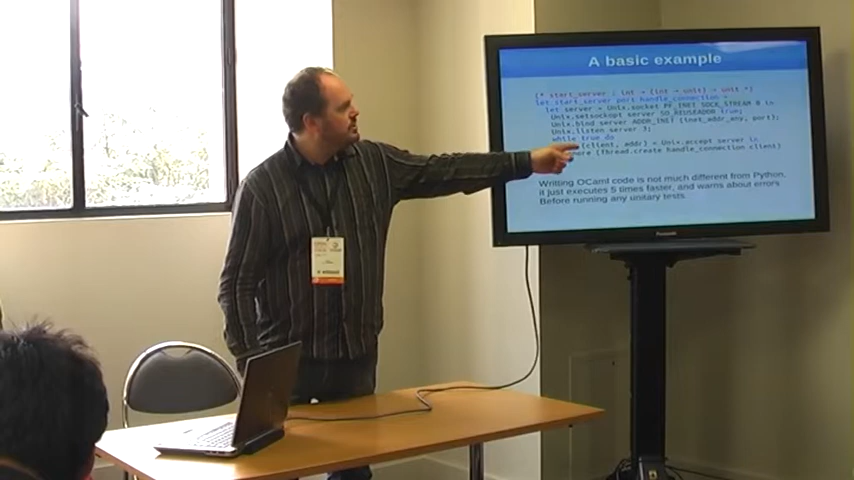 A basic example
(* start_server : int -> (int -> unit) -> unit *)
let start_server port handle_connection =
let server = Unix.socket PF_INET SOCK_STREAM 0 in
Unix.setsockopt server SO_REUSEADDR true;
Unix.bind server ADDR_INET (inet_addr_any, port);
Unix.listen server 3;
while true do
(client, addr) = Unix.accept server in
(Thread.create handle_connection client)
Writing OCaml code is not much different from Python,
it just executes 5 times faster, and warns about errors
Before running any unitary tests.
Panasonic